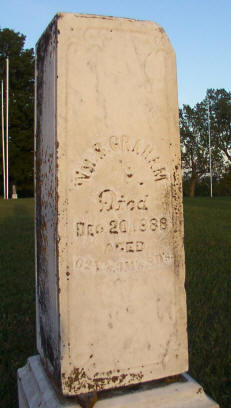 WM. R. GRAHAM
Died
Dec. 20, 1888
AGED